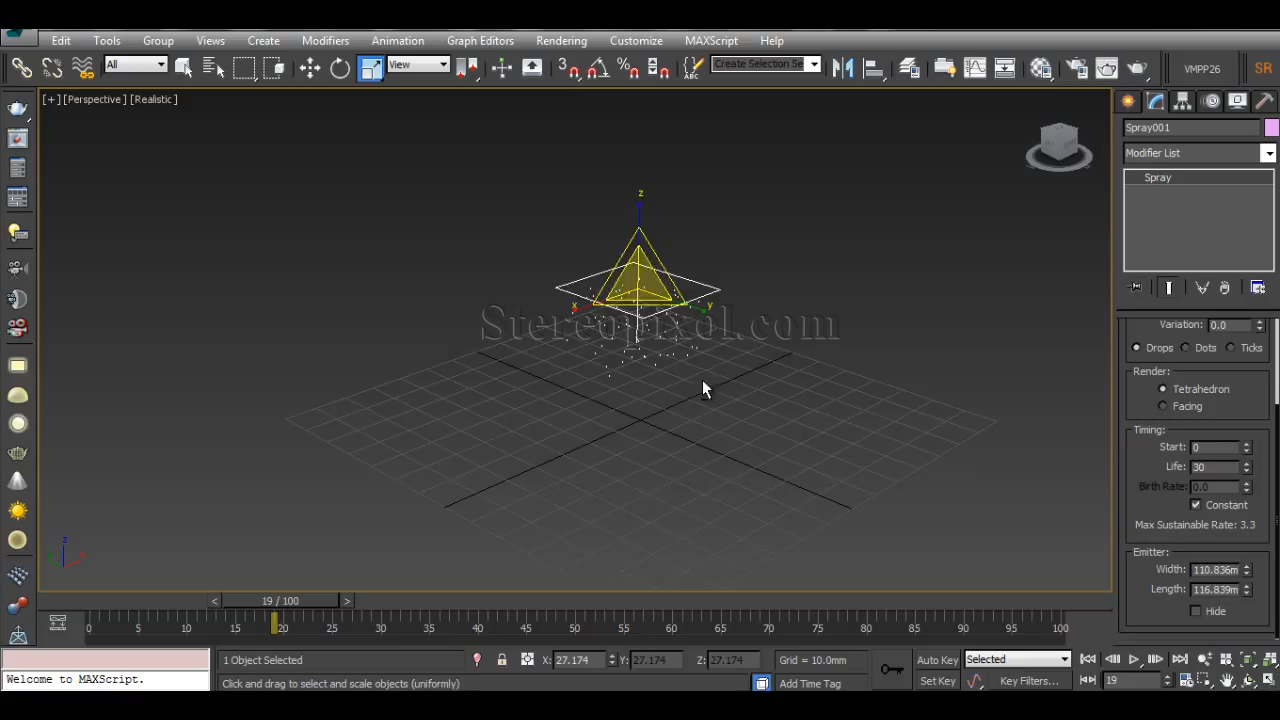 Edit Tools Group Views Create Modifiers Animation Graph Editors Rendering Customize MAXScript Help
All View 3 ABC Create Selection Se VMPP26 SR
[+] [Perspective] [Realistic]
Spray001
Modifier List
Spray
z
x y
Stereopixol.com
Variation: 0.0
Drops Dots Ticks
Render:
Tetrahedron
Facing
Timing:
Start: 0
Life: 30
Birth Rate: 0.0
Constant
Max Sustainable Rate: 3.3
Emitter:
Width: 110.836m
Length: 116.839m
Hide
z
< 19 / 100 >
0 5 10 15 20 25 30 35 40 45 50 55 60 65 70 75 80 85 90 95 100
1 Object Selected X: 27.174 Y: 27.174 Z: 27.174 Grid = 10.0mm Auto Key Selected
Welcome to MAXScript. Click and drag to select and scale objects (uniformly) Add Time Tag Set Key Key Filters... 19